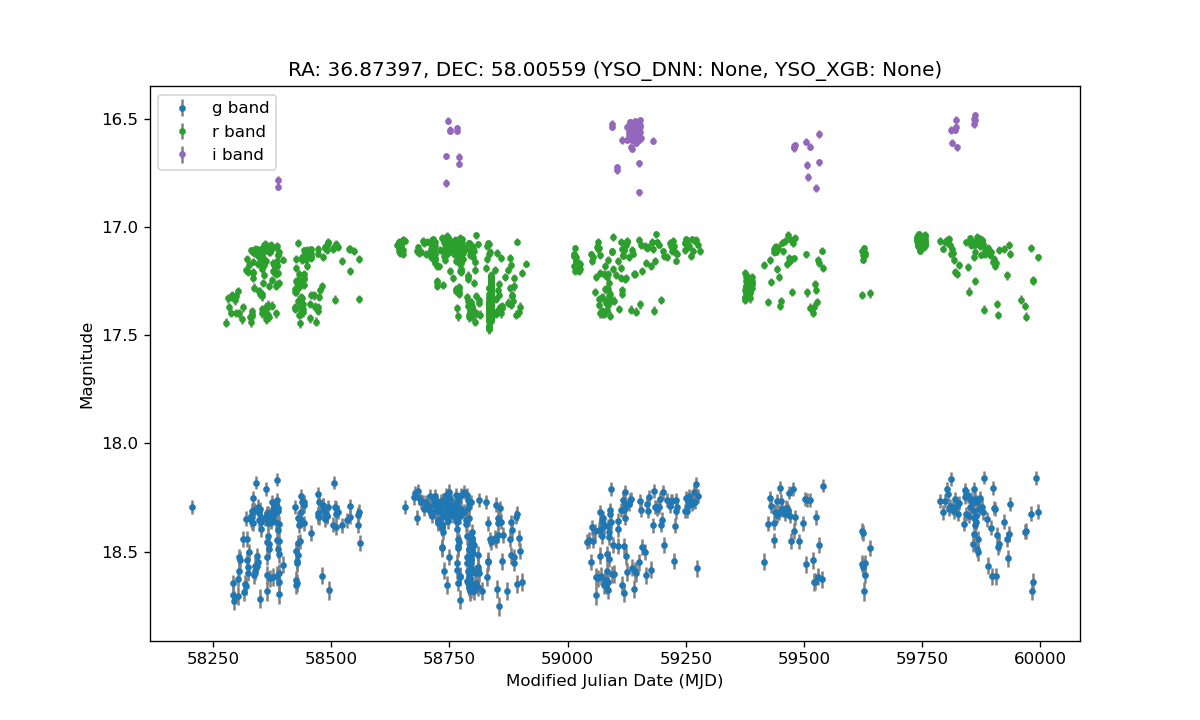 RA: 36.87397, DEC: 58.00559 (YSO_DNN: None, YSO_XGB: None)
g band
r band
i band
16.5
17.0
17.5
18.0
18.5
Magnitude
58250 58500 58750 59000 59250 59500 59750 60000
Modified Julian Date (MJD)